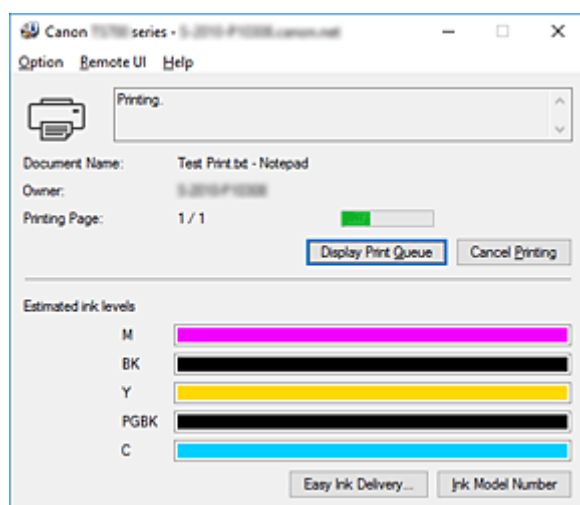 Canon series -
Option Remote UI Help
Printing.
Document Name: Test Print.txt - Notepad
Owner:
Printing Page: 1 / 1
Display Print Queue Cancel Printing
Estimated ink levels
M
BK
Y
PGBK
C
Easy Ink Delivery... Ink Model Number